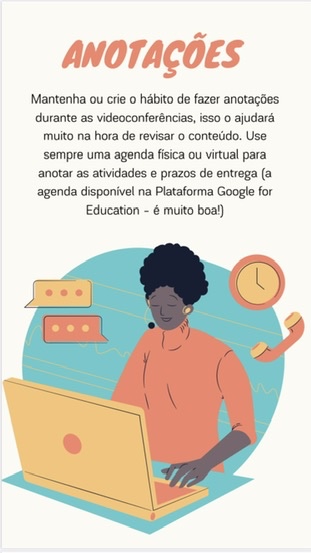 ANOTAÇÕES
Mantenha ou crie o hábito de fazer anotações
durante as videoconferências, isso o ajudará
muito na hora de revisar o conteúdo. Use
sempre uma agenda física ou virtual para
anotar as atividades e prazos de entrega (a
agenda disponível na Plataforma Google for
Education - é muito boa!)